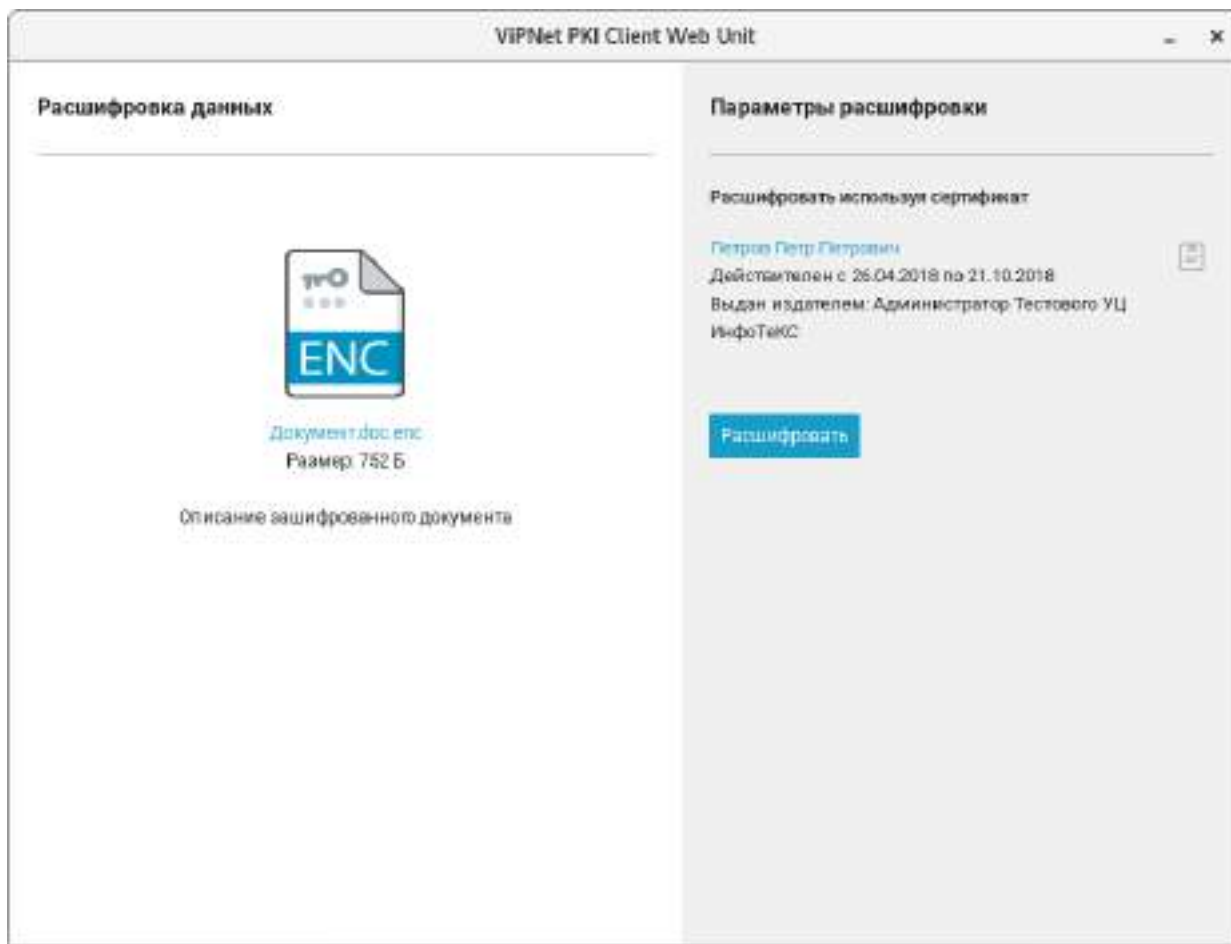 ViPNet PKI Client Web Unit
Расшифровка данных
ENC
Документ.doc.enc
Размер: 752 Б
Описание зашифрованного документа
Параметры расшифровки
Расшифровать используя сертификат
Петров Петр Петрович
Действителен с 26.04.2018 по 21.10.2018
Выдан издателем: Администратор Тестового УЦ
ИнфоТеКС
Расшифровать